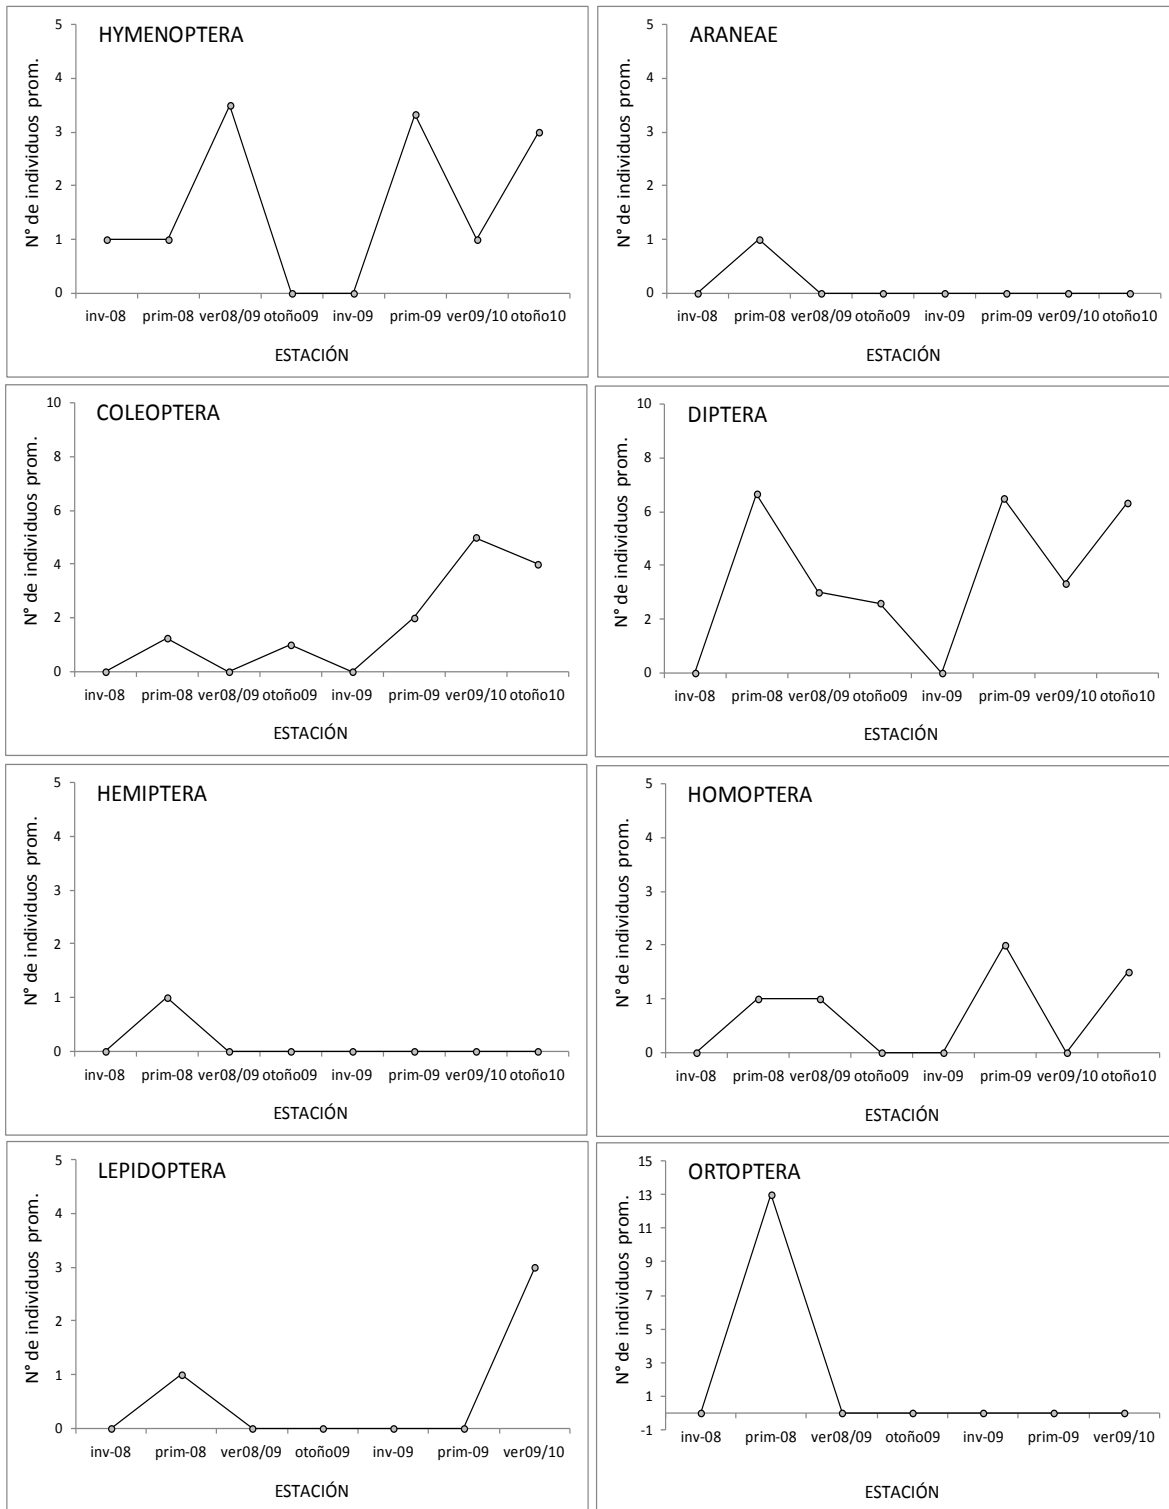 HYMENOPTERA
N° de individuos prom.
5
4
3
2
1
0
inv-08 prim-08 ver08/09 otoño09 inv-09 prim-09 ver09/10 otoño10
ESTACIÓN
ARANEAE
N° de individuos prom.
5
4
3
2
1
0
inv-08 prim-08 ver08/09 otoño09 inv-09 prim-09 ver09/10 otoño10
ESTACIÓN
COLEOPTERA
N° de individuos prom.
10
8
6
4
2
0
inv-08 prim-08 ver08/09 otoño09 inv-09 prim-09 ver09/10 otoño10
ESTACIÓN
DIPTERA
N° de individuos prom.
10
8
6
4
2
0
inv-08 prim-08 ver08/09 otoño09 inv-09 prim-09 ver09/10 otoño10
ESTACIÓN
HEMIPTERA
N° de individuos prom.
5
4
3
2
1
0
inv-08 prim-08 ver08/09 otoño09 inv-09 prim-09 ver09/10 otoño10
ESTACIÓN
HOMOPTERA
N° de individuos prom.
5
4
3
2
1
0
inv-08 prim-08 ver08/09 otoño09 inv-09 prim-09 ver09/10 otoño10
ESTACIÓN
LEPIDOPTERA
N° de individuos prom.
5
4
3
2
1
0
inv-08 prim-08 ver08/09 otoño09 inv-09 prim-09 ver09/10
ESTACIÓN
ORTOPTERA
N° de individuos prom.
15
13
11
9
7
5
3
1
-1
inv-08 prim-08 ver08/09 otoño09 inv-09 prim-09 ver09/10
ESTACIÓN